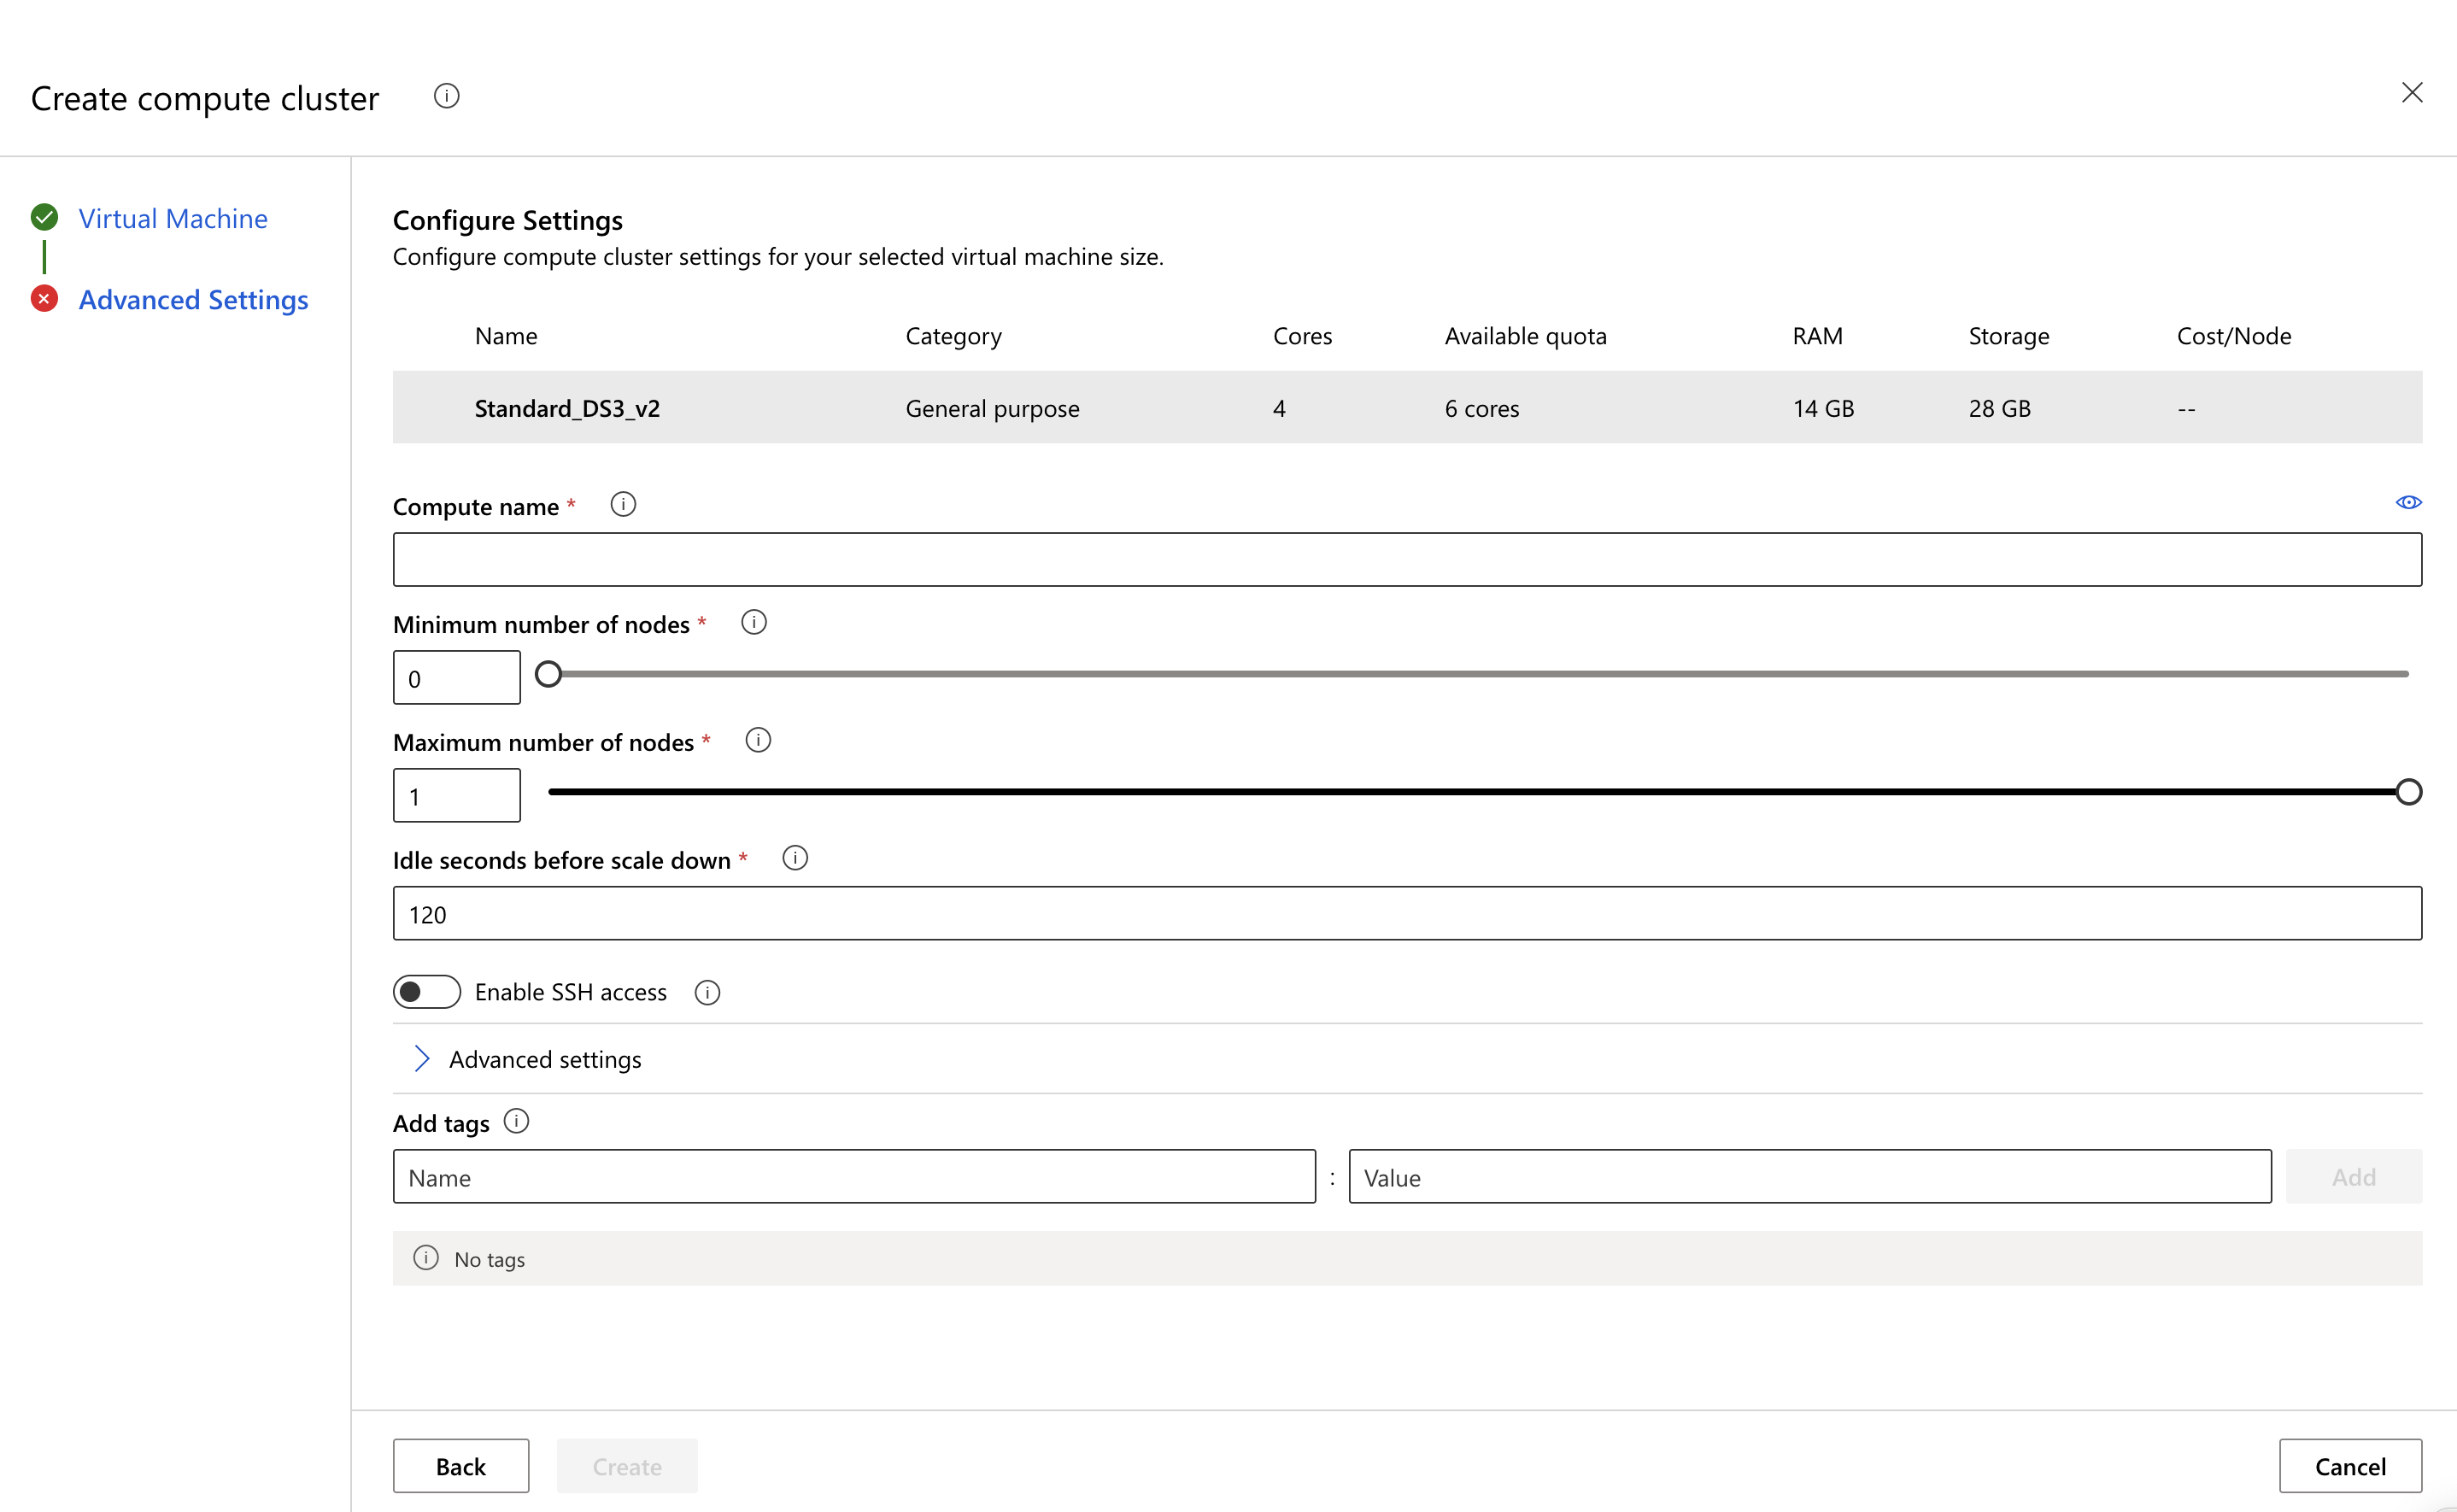 Create compute cluster
Virtual Machine
Advanced Settings
Configure Settings
Configure compute cluster settings for your selected virtual machine size.
Name Category Cores Available quota RAM Storage Cost/Node
Standard_DS3_v2 General purpose 4 6 cores 14 GB 28 GB --
Compute name *
Minimum number of nodes *
0
Maximum number of nodes *
1
Idle seconds before scale down *
120
Enable SSH access
Advanced settings
Add tags
Name : Value Add
No tags
Back Create Cancel